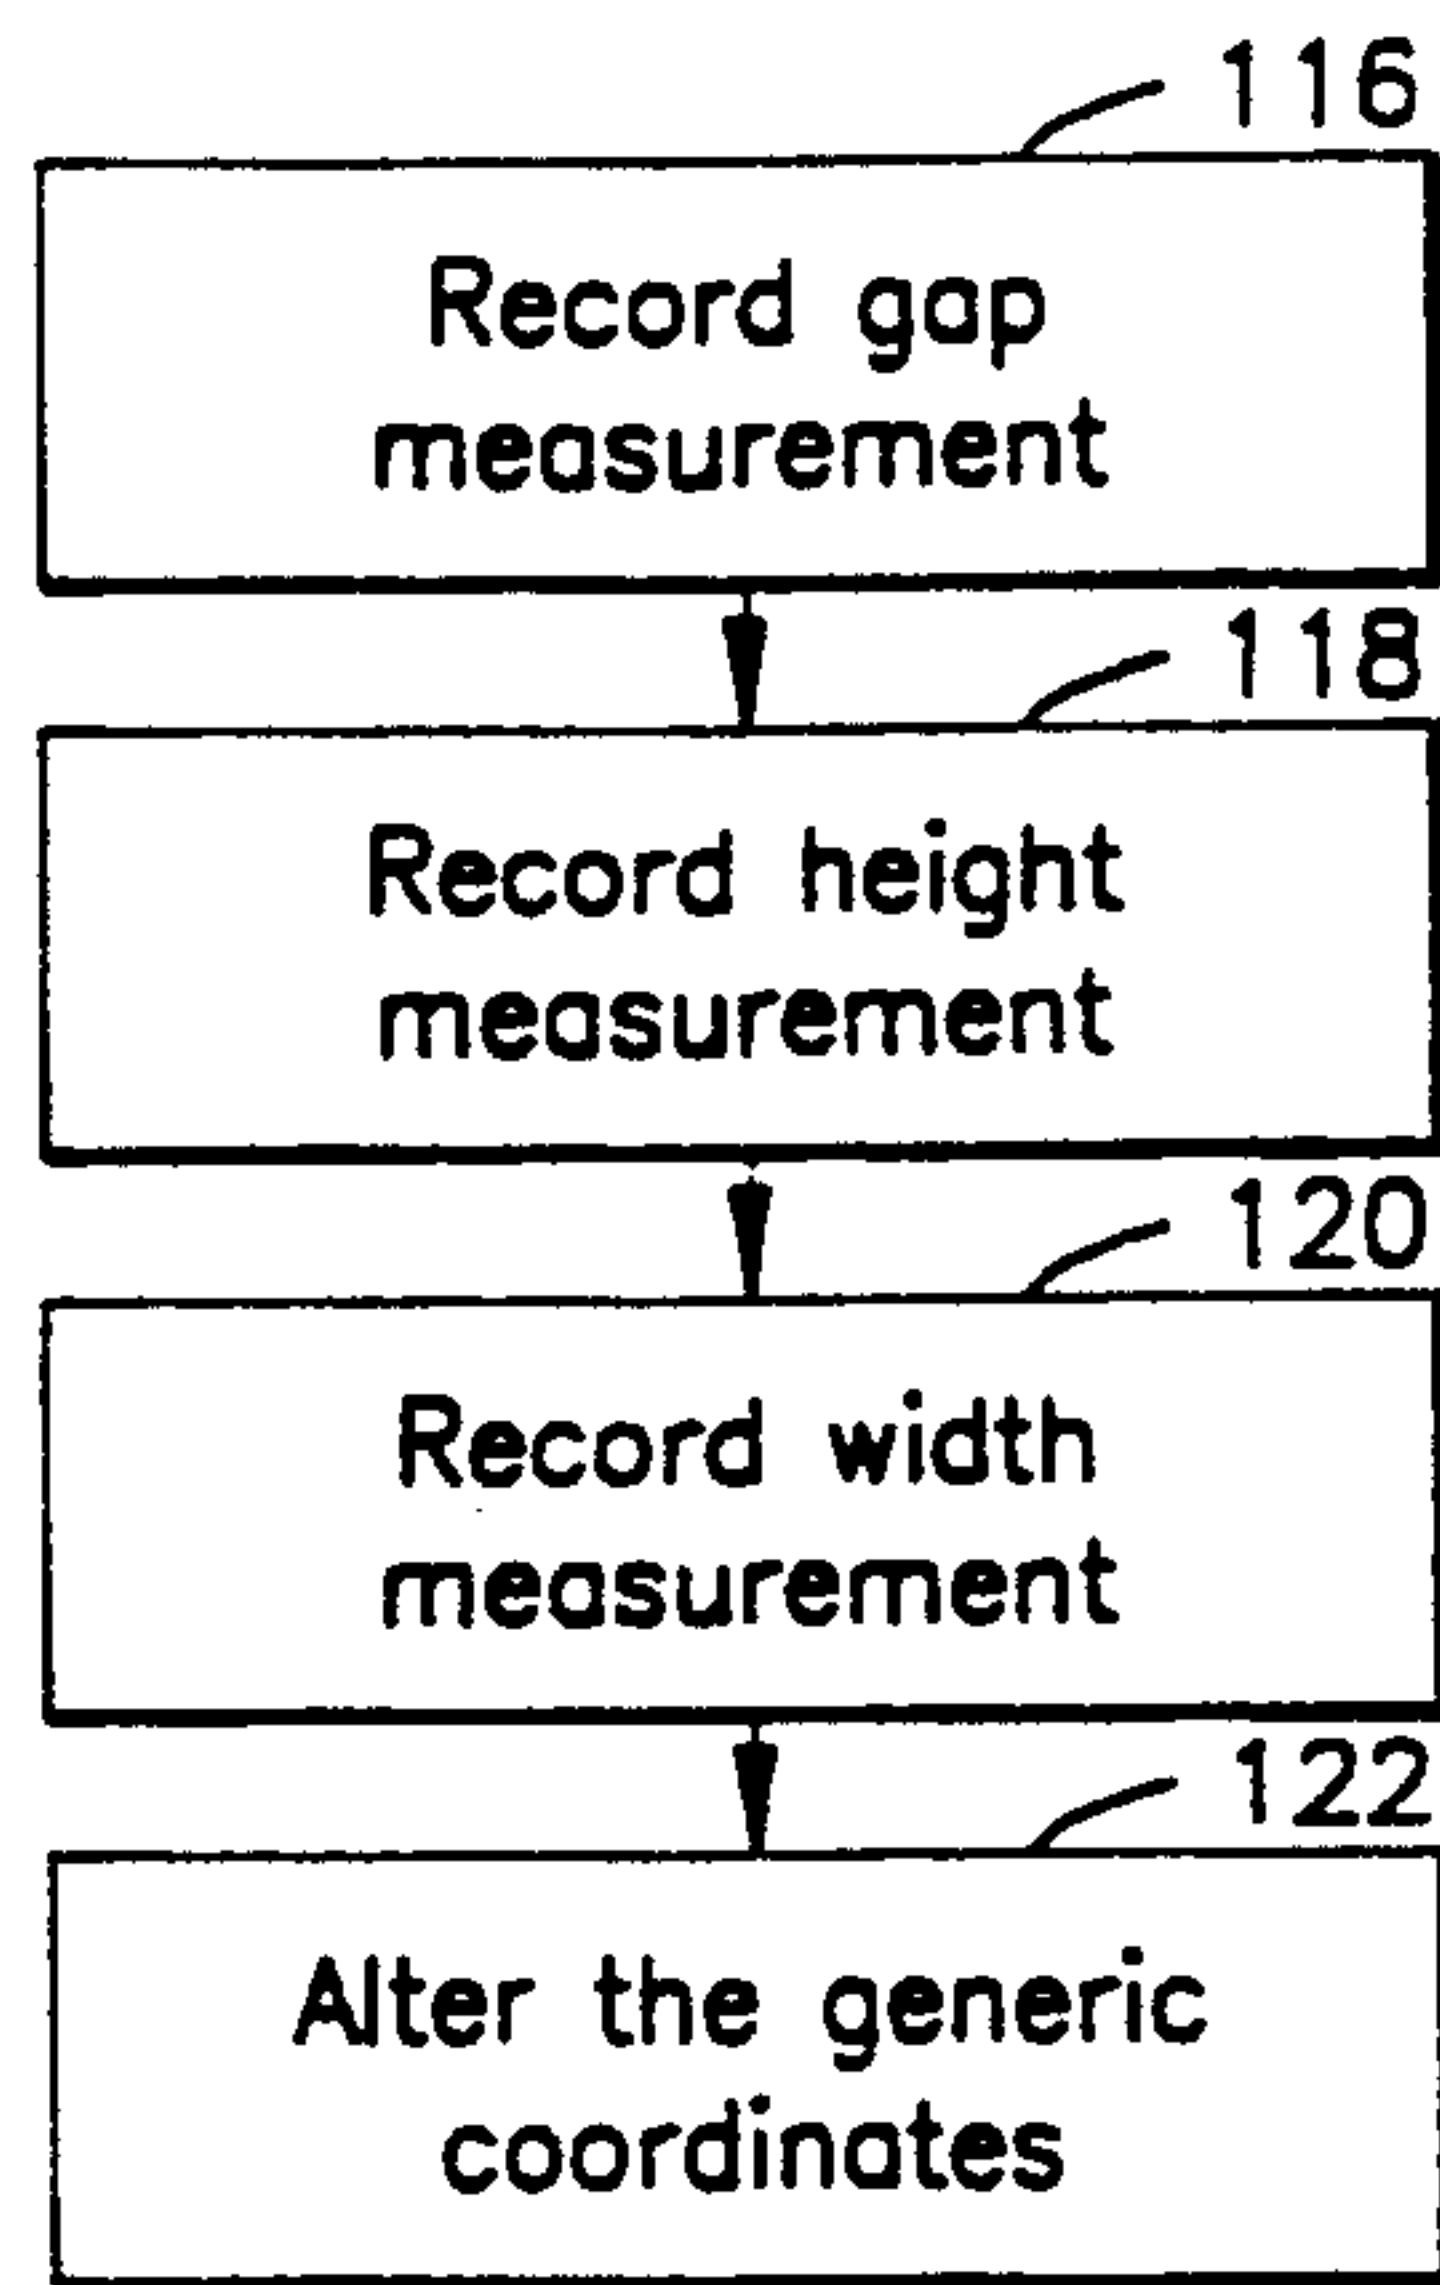 116
Record gap
measurement
118
Record height
measurement
120
Record width
measurement
122
Alter the generic
coordinates